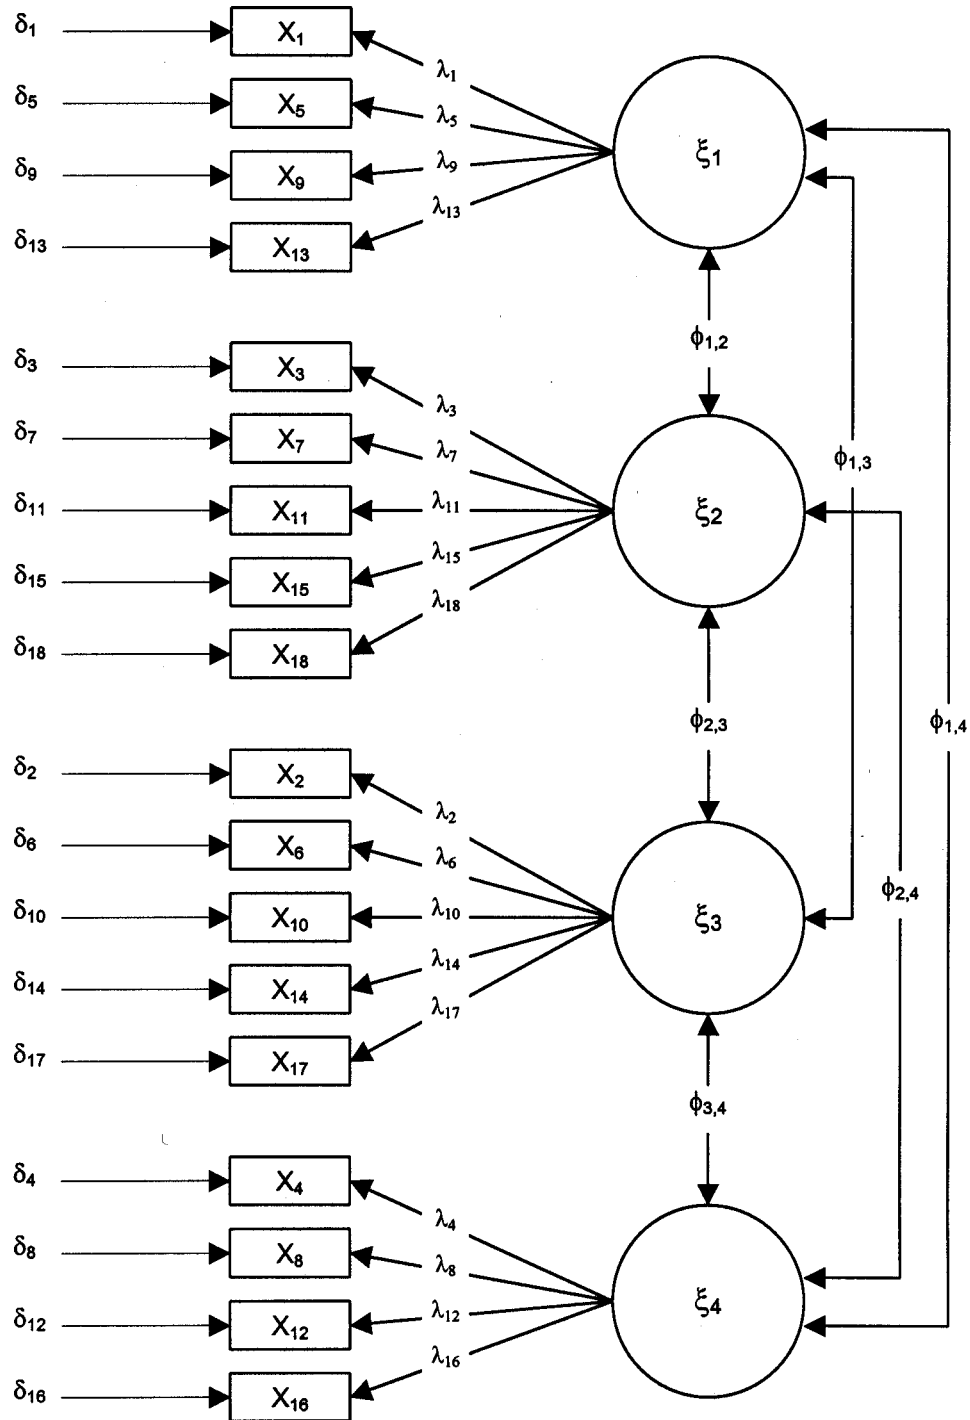 δ1 X1 λ1
δ5 X5 λ5 ξ1
δ9 X9 λ9
δ13 X13 λ13
ϕ1,2
δ3 X3 λ3
δ7 X7 λ7 ϕ1,3
δ11 X11 λ11 ξ2
δ15 X15 λ15
δ18 X18 λ18
ϕ2,3 ϕ1,4
δ2 X2 λ2
δ6 X6 λ6 ϕ2,4
δ10 X10 λ10 ξ3
δ14 X14 λ14
δ17 X17 λ17
ϕ3,4
δ4 X4 λ4
δ8 X8 λ8
δ12 X12 λ12 ξ4
δ16 X16 λ16